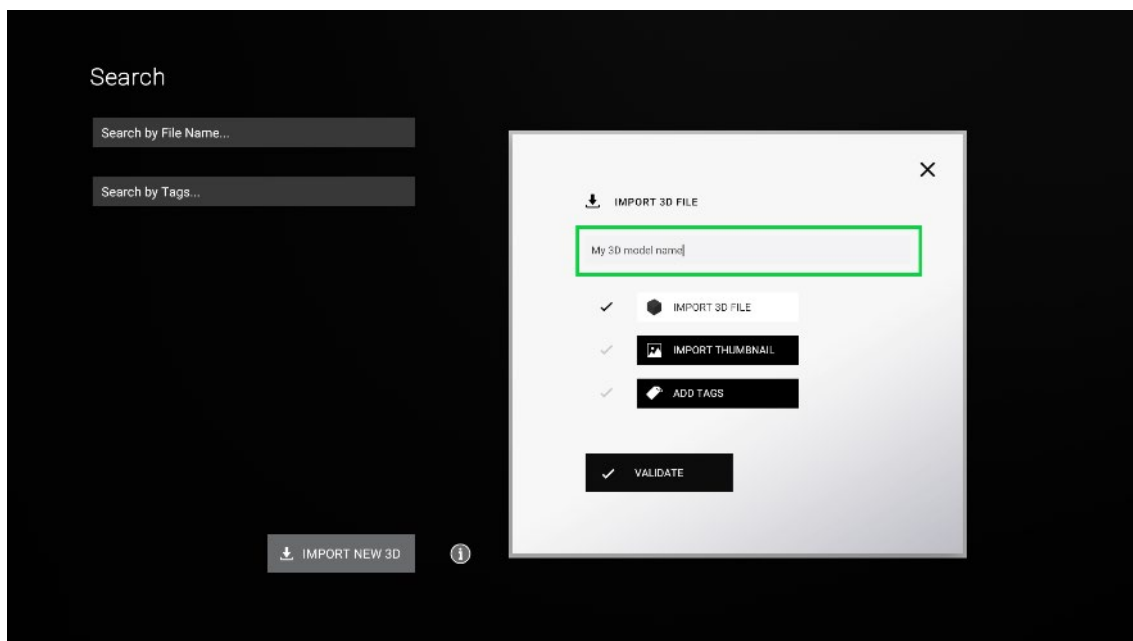 Search
Search by File Name...
Search by Tags...
IMPORT NEW 3D
IMPORT 3D FILE
My 3D model name
IMPORT 3D FILE
IMPORT THUMBNAIL
ADD TAGS
VALIDATE